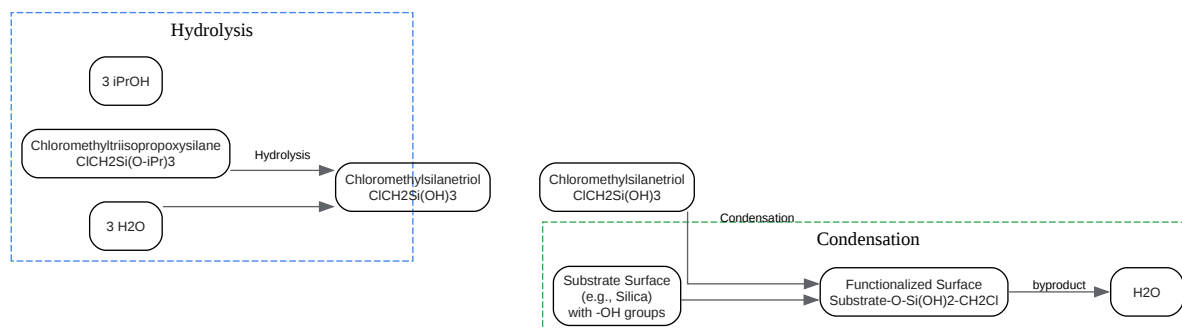 Hydrolysis
3 iPrOH
Chloromethyltriisopropoxysilane
ClCH2Si(O-iPr)3
Hydrolysis
3 H2O
Chloromethylsilanetriol
ClCH2Si(OH)3
Chloromethylsilanetriol
ClCH2Si(OH)3
Condensation
Condensation
Substrate Surface
(e.g., Silica)
with -OH groups
Functionalized Surface
Substrate-O-Si(OH)2-CH2Cl
byproduct
H2O